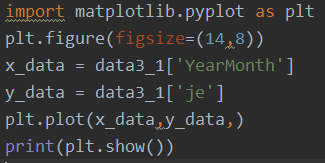 import matplotlib.pyplot as plt
plt.figure(figsize=(14,8))
x_data = data3_1['YearMonth']
y_data = data3_1['je']
plt.plot(x_data,y_data,)
print(plt.show())